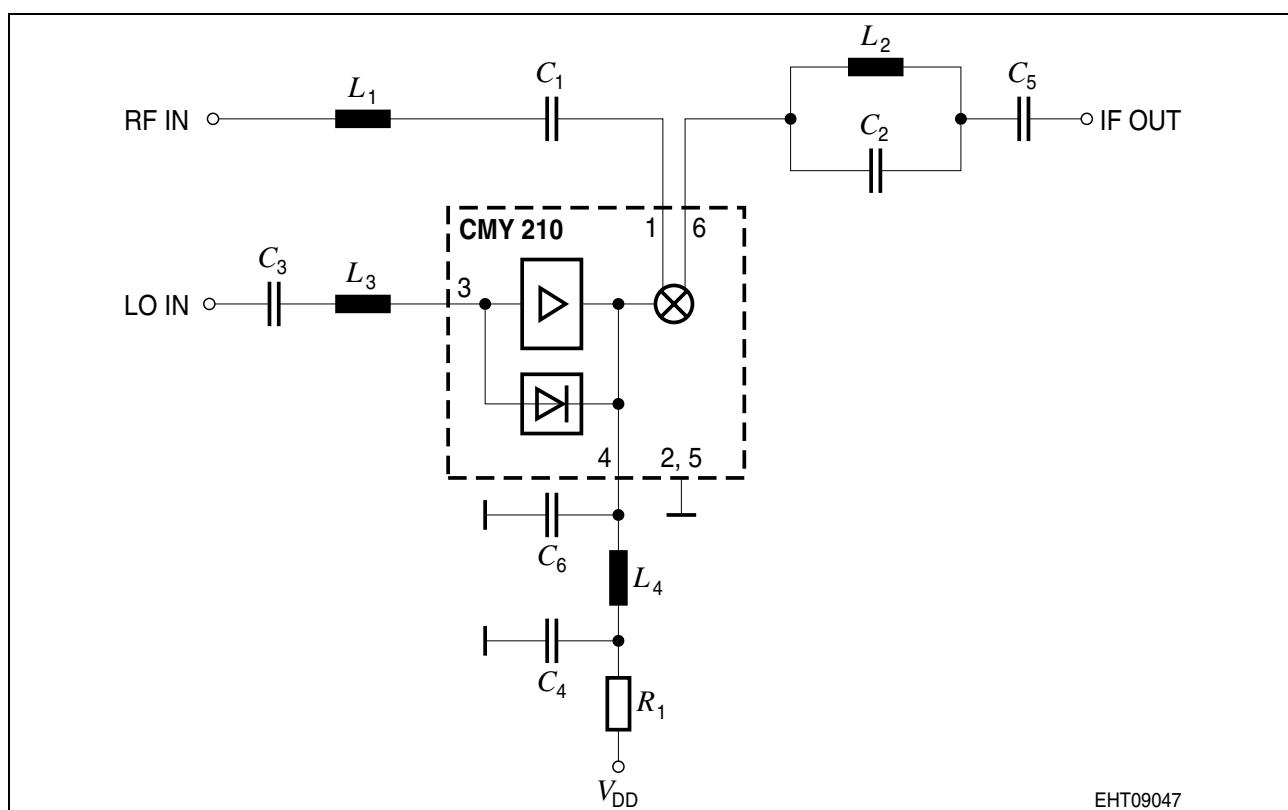 L2
C1
C5
L1
RF IN
IF OUT
C2
CMY 210
1
6
C3
L3
3
LO IN
4
2, 5
C6
L4
C4
R1
VDD
EHT09047